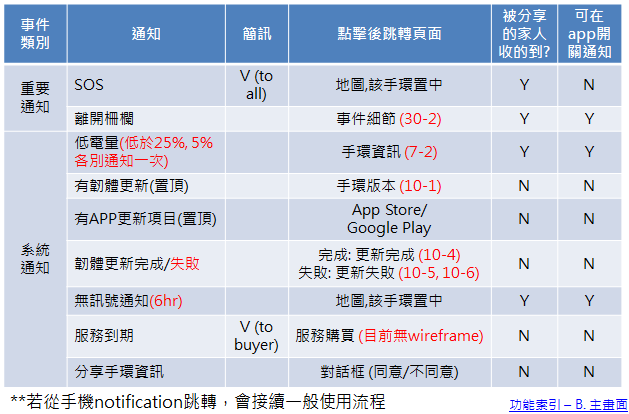 事件類別 通知 簡訊 點擊後跳轉頁面 被分享的家人收的到? 可在app開關通知
重要通知 SOS V (to all) 地圖,該手環置中 Y N
離開柵欄 事件細節 (30-2) Y Y
系統通知 低電量(低於25%, 5%各別通知一次) 手環資訊 (7-2) Y Y
有韌體更新(置頂) 手環版本 (10-1) N N
有APP更新項目(置頂) App Store/ Google Play N N
韌體更新完成/失敗 完成: 更新完成 (10-4) 失敗: 更新失敗 (10-5, 10-6) N N
無訊號通知(6hr) 地圖,該手環置中 Y Y
服務到期 V (to buyer) 服務購買 (目前無wireframe) N N
分享手環資訊 對話框 (同意/不同意) N N
**若從手機notification跳轉，會接續一般使用流程
功能索引 – B. 主畫面